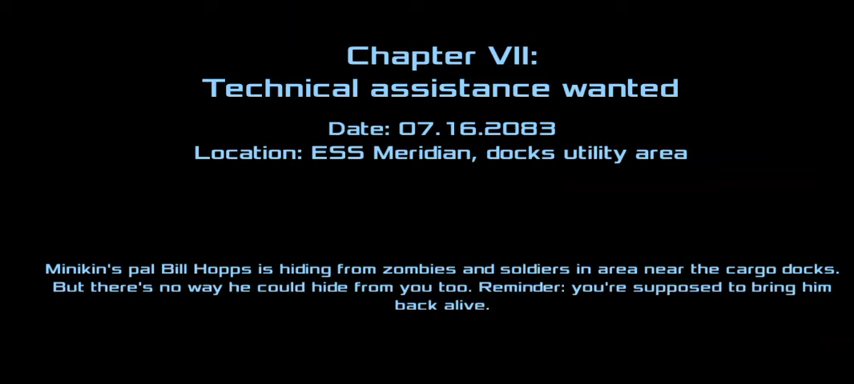 Chapter VII:
Technical assistance wanted
Date: 07.16.2083
Location: ESS Meridian, docks utility area
Minikin's pal Bill Hopps is hiding from zombies and soldiers in area near the cargo docks.
But there's no way he could hide from you too. Reminder: you're supposed to bring him
back alive.